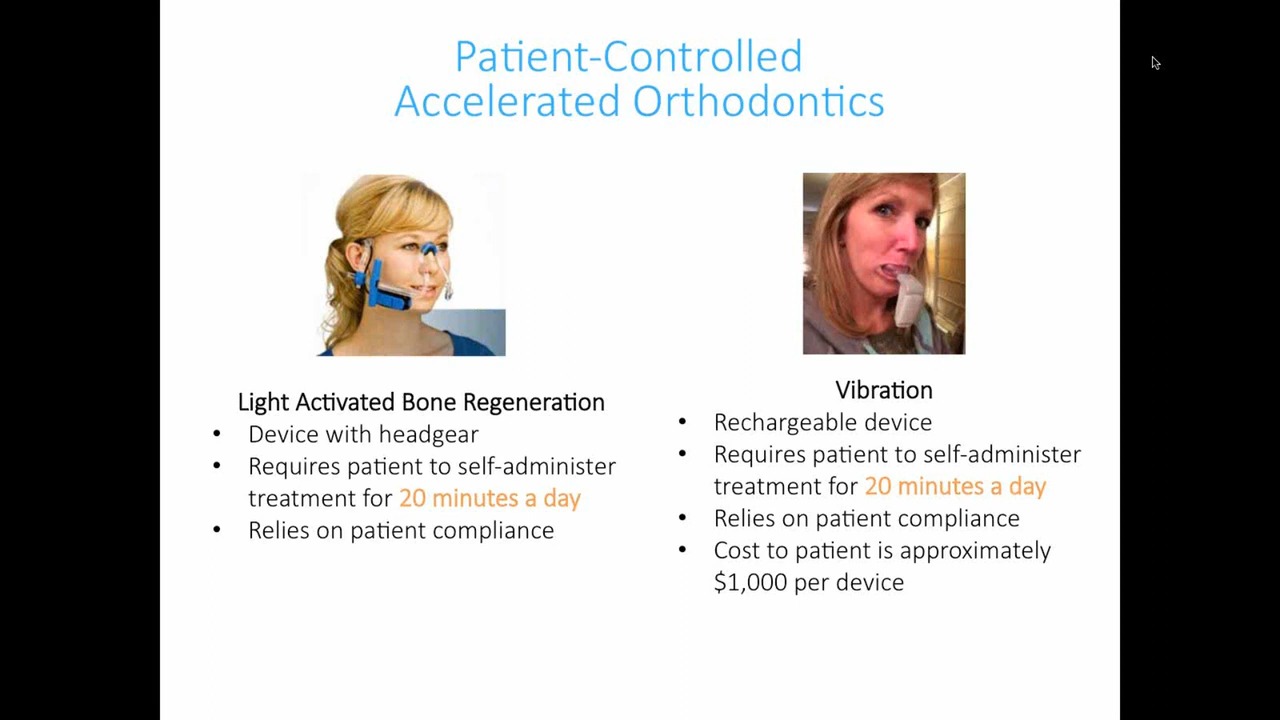 Patient-Controlled
Accelerated Orthodontics
Light Activated Bone Regeneration
• Device with headgear
• Requires patient to self-administer
treatment for 20 minutes a day
• Relies on patient compliance
Vibration
• Rechargeable device
• Requires patient to self-administer
treatment for 20 minutes a day
• Relies on patient compliance
• Cost to patient is approximately
$1,000 per device